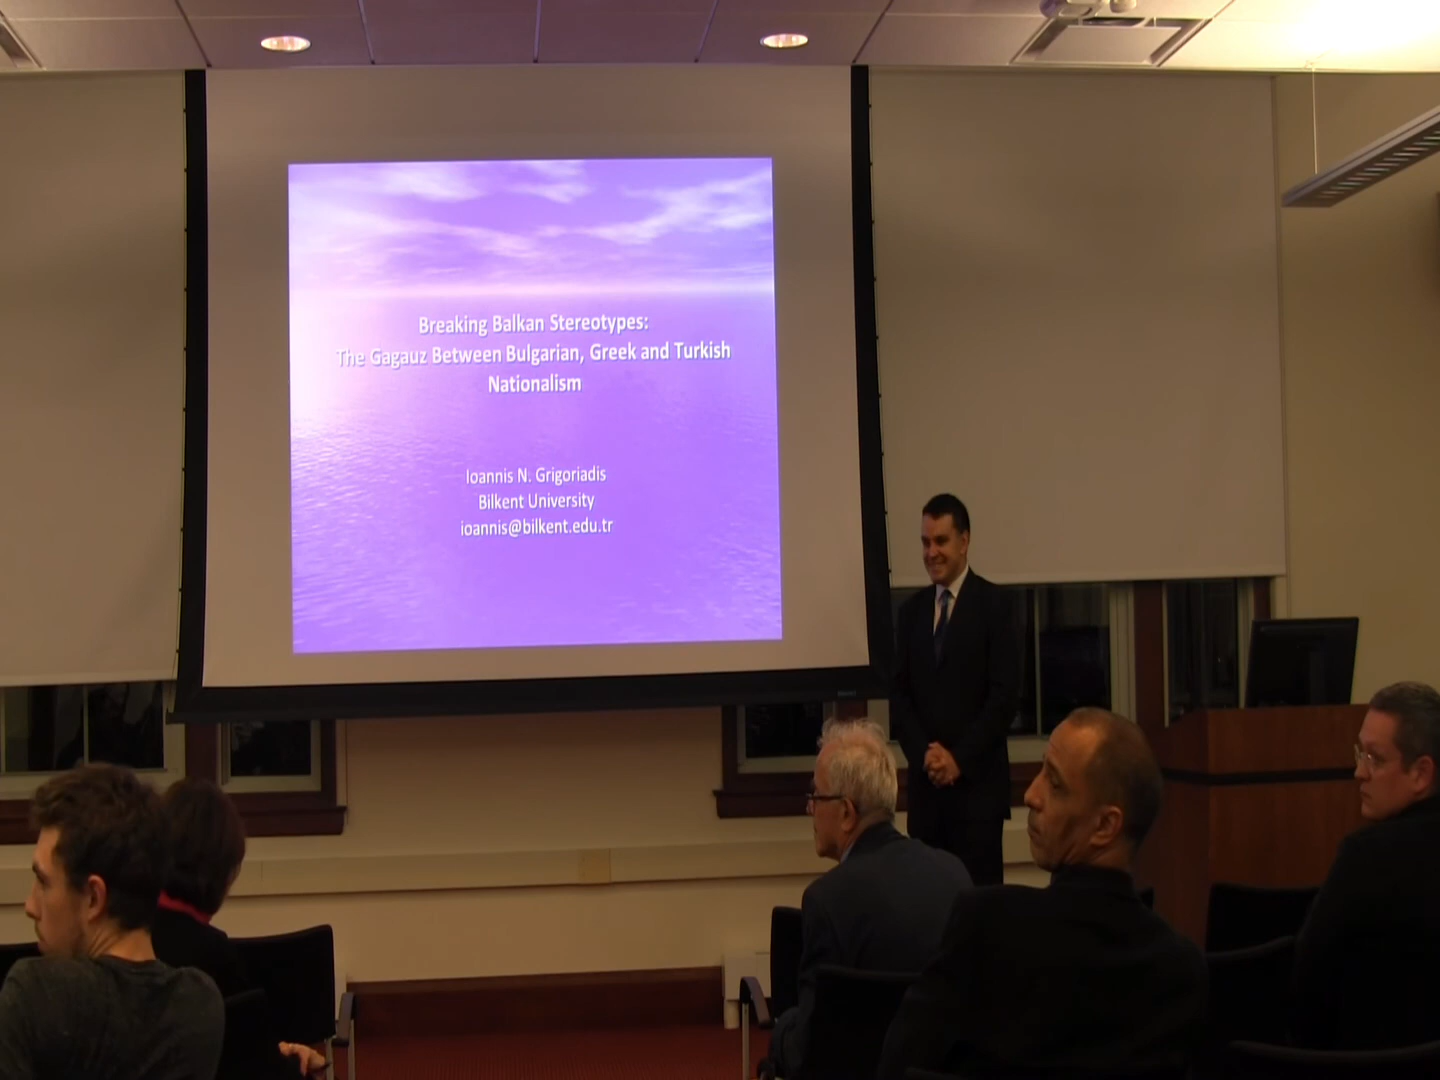 Breaking Balkan Stereotypes:
The Gagauz Between Bulgarian, Greek and Turkish
Nationalism
Ioannis N. Grigoriadis
Bilkent University
ioannis@bilkent.edu.tr